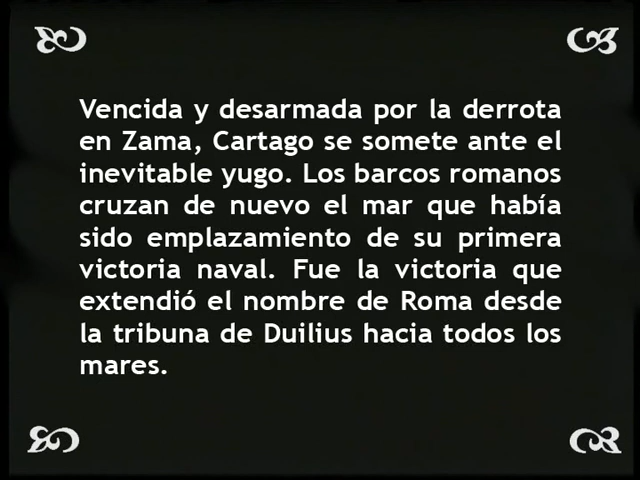 Vencida y desarmada por la derrota
en Zama, Cartago se somete ante el
inevitable yugo. Los barcos romanos
cruzan de nuevo el mar que había
sido emplazamiento de su primera
victoria naval. Fue la victoria que
extendió el nombre de Roma desde
la tribuna de Duilius hacia todos los
mares.